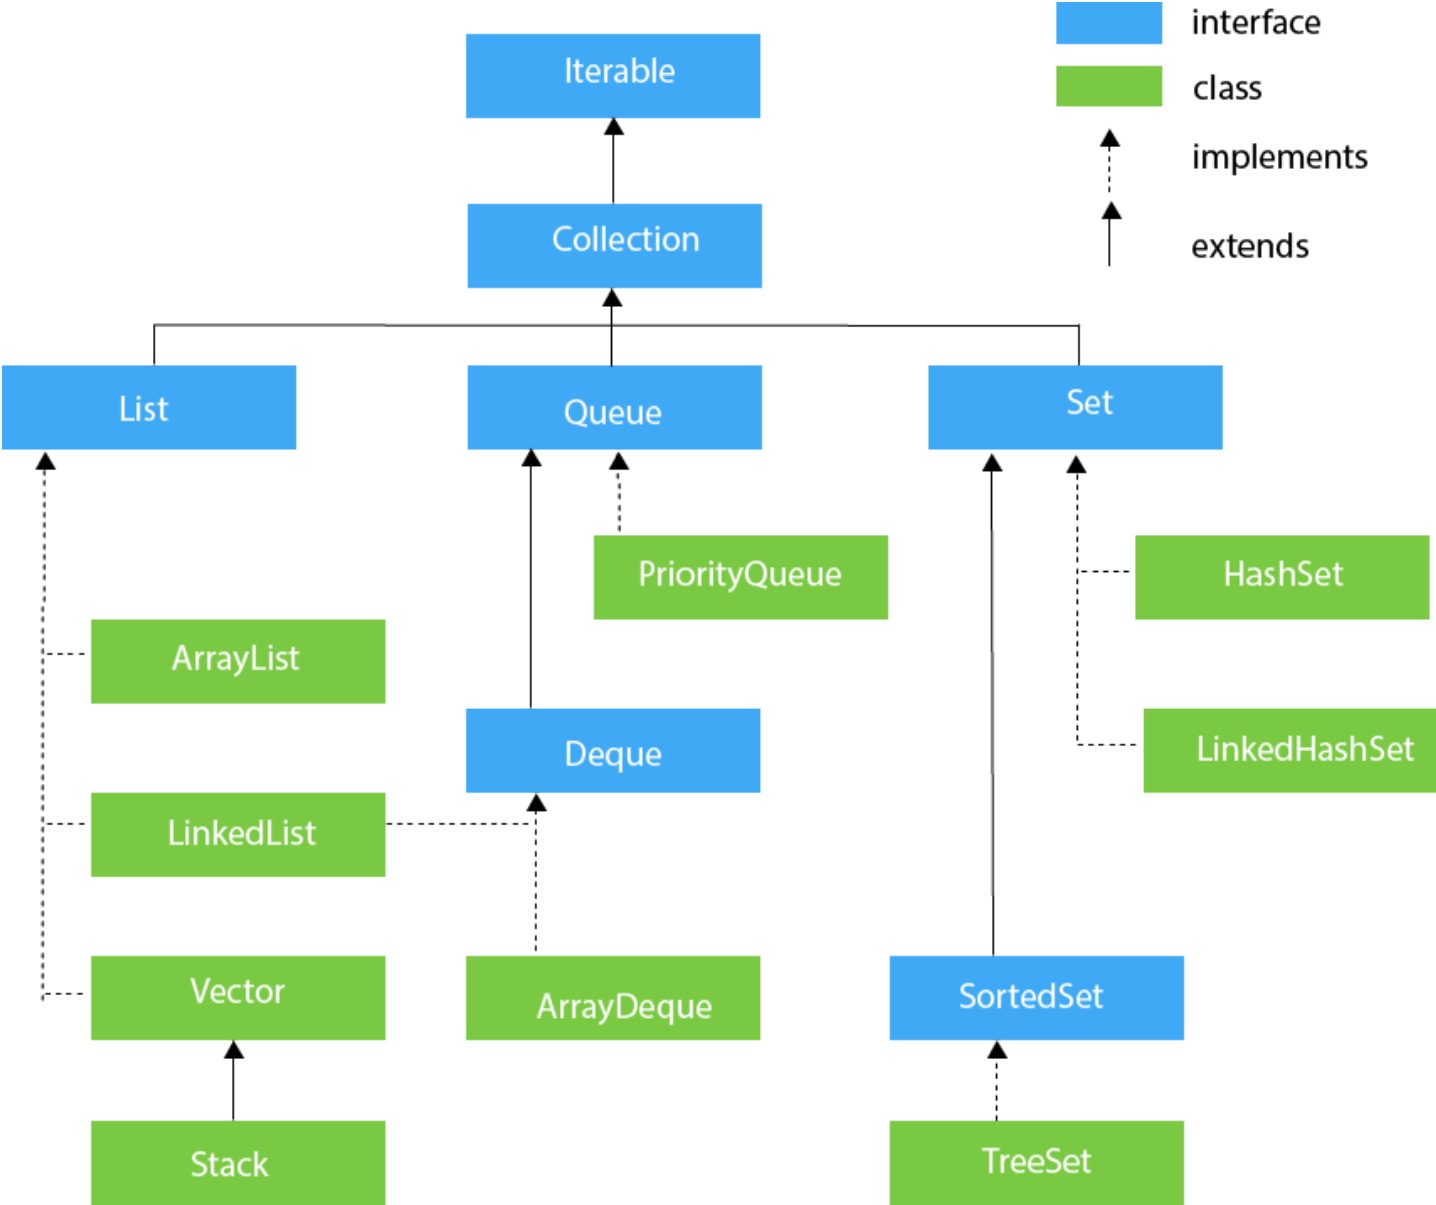 interface
Iterable
class
implements
Collection
extends
List
Queue
Set
PriorityQueue
HashSet
ArrayList
Deque
LinkedHashSet
LinkedList
Vector
ArrayDeque
SortedSet
Stack
TreeSet